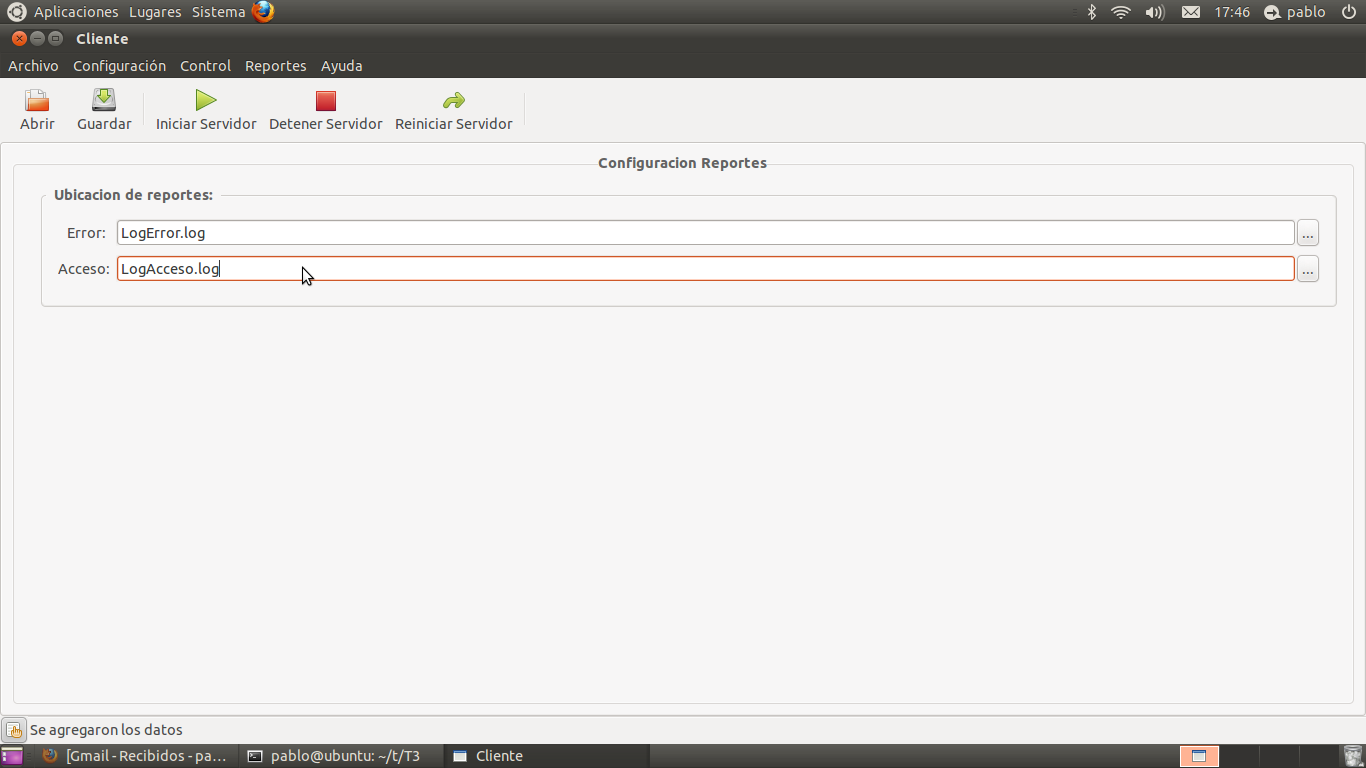 Aplicaciones Lugares Sistema 17:46 pablo
Cliente
Archivo Configuración Control Reportes Ayuda
Abrir Guardar Iniciar Servidor Detener Servidor Reiniciar Servidor
Configuracion Reportes
Ubicacion de reportes:
Error: LogError.log ...
Acceso: LogAcceso.log ...
Se agregaron los datos
[Gmail - Recibidos - pa... pablo@ubuntu: ~/t/T3 Cliente